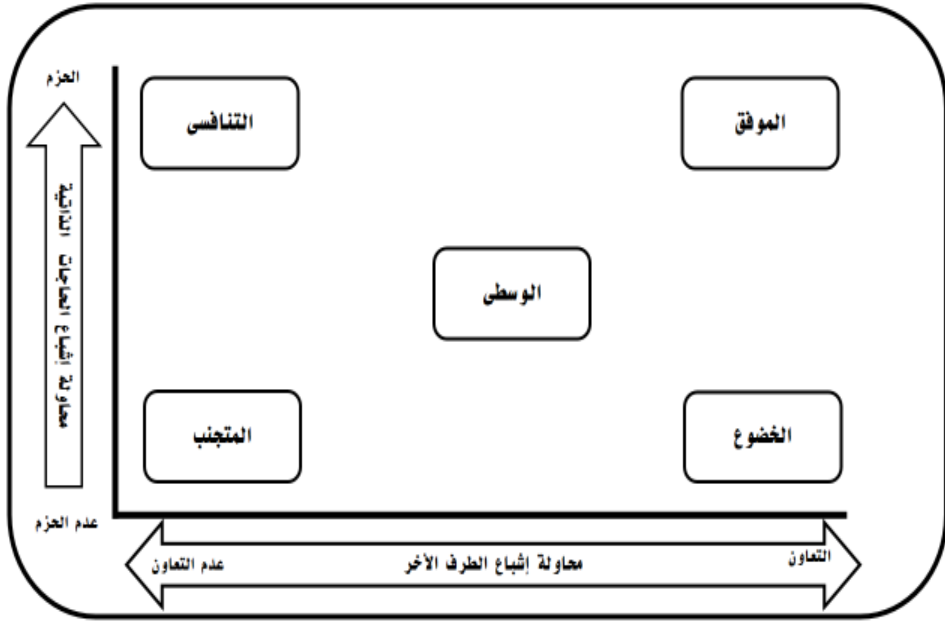 الحزم
التنافسى
الموفق
محاولة إشباع الحاجات الذاتية
الوسطى
المتجنب
الخضوع
عدم الحزم
التعاون
محاولة إشباع الطرف الأخر
عدم التعاون